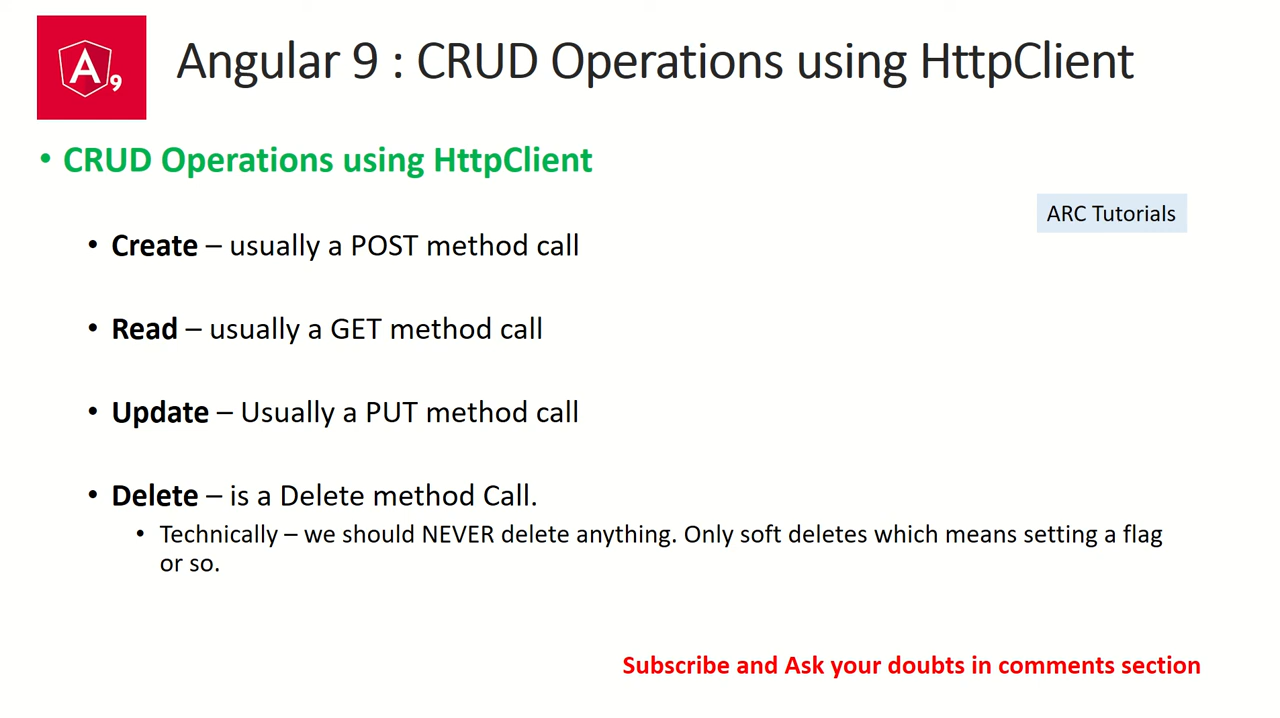 A9
Angular 9 : CRUD Operations using HttpClient
• CRUD Operations using HttpClient
ARC Tutorials
• Create – usually a POST method call
• Read – usually a GET method call
• Update – Usually a PUT method call
• Delete – is a Delete method Call.
• Technically – we should NEVER delete anything. Only soft deletes which means setting a flag
or so.
Subscribe and Ask your doubts in comments section